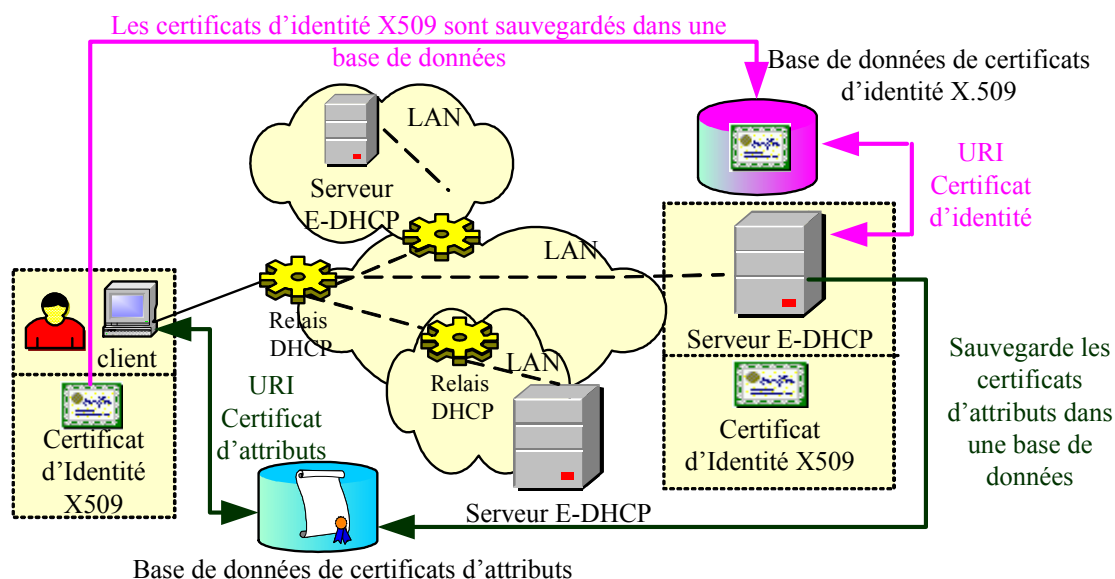 Les certificats d'identité X509 sont sauvegardés dans une
base de données
Base de données de certificats
d'identité X.509
LAN
Serveur
E-DHCP
URI
Certificat
d'identité
LAN
Relais
DHCP
client
Serveur E-DHCP
Relais
DHCP
LAN
URI
Certificat
d'attributs
Certificat
d'Identité
X509
Certificat
d'Identité X509
Sauvegarde les
certificats
d'attributs dans
une base de
données
Serveur E-DHCP
Base de données de certificats d'attributs